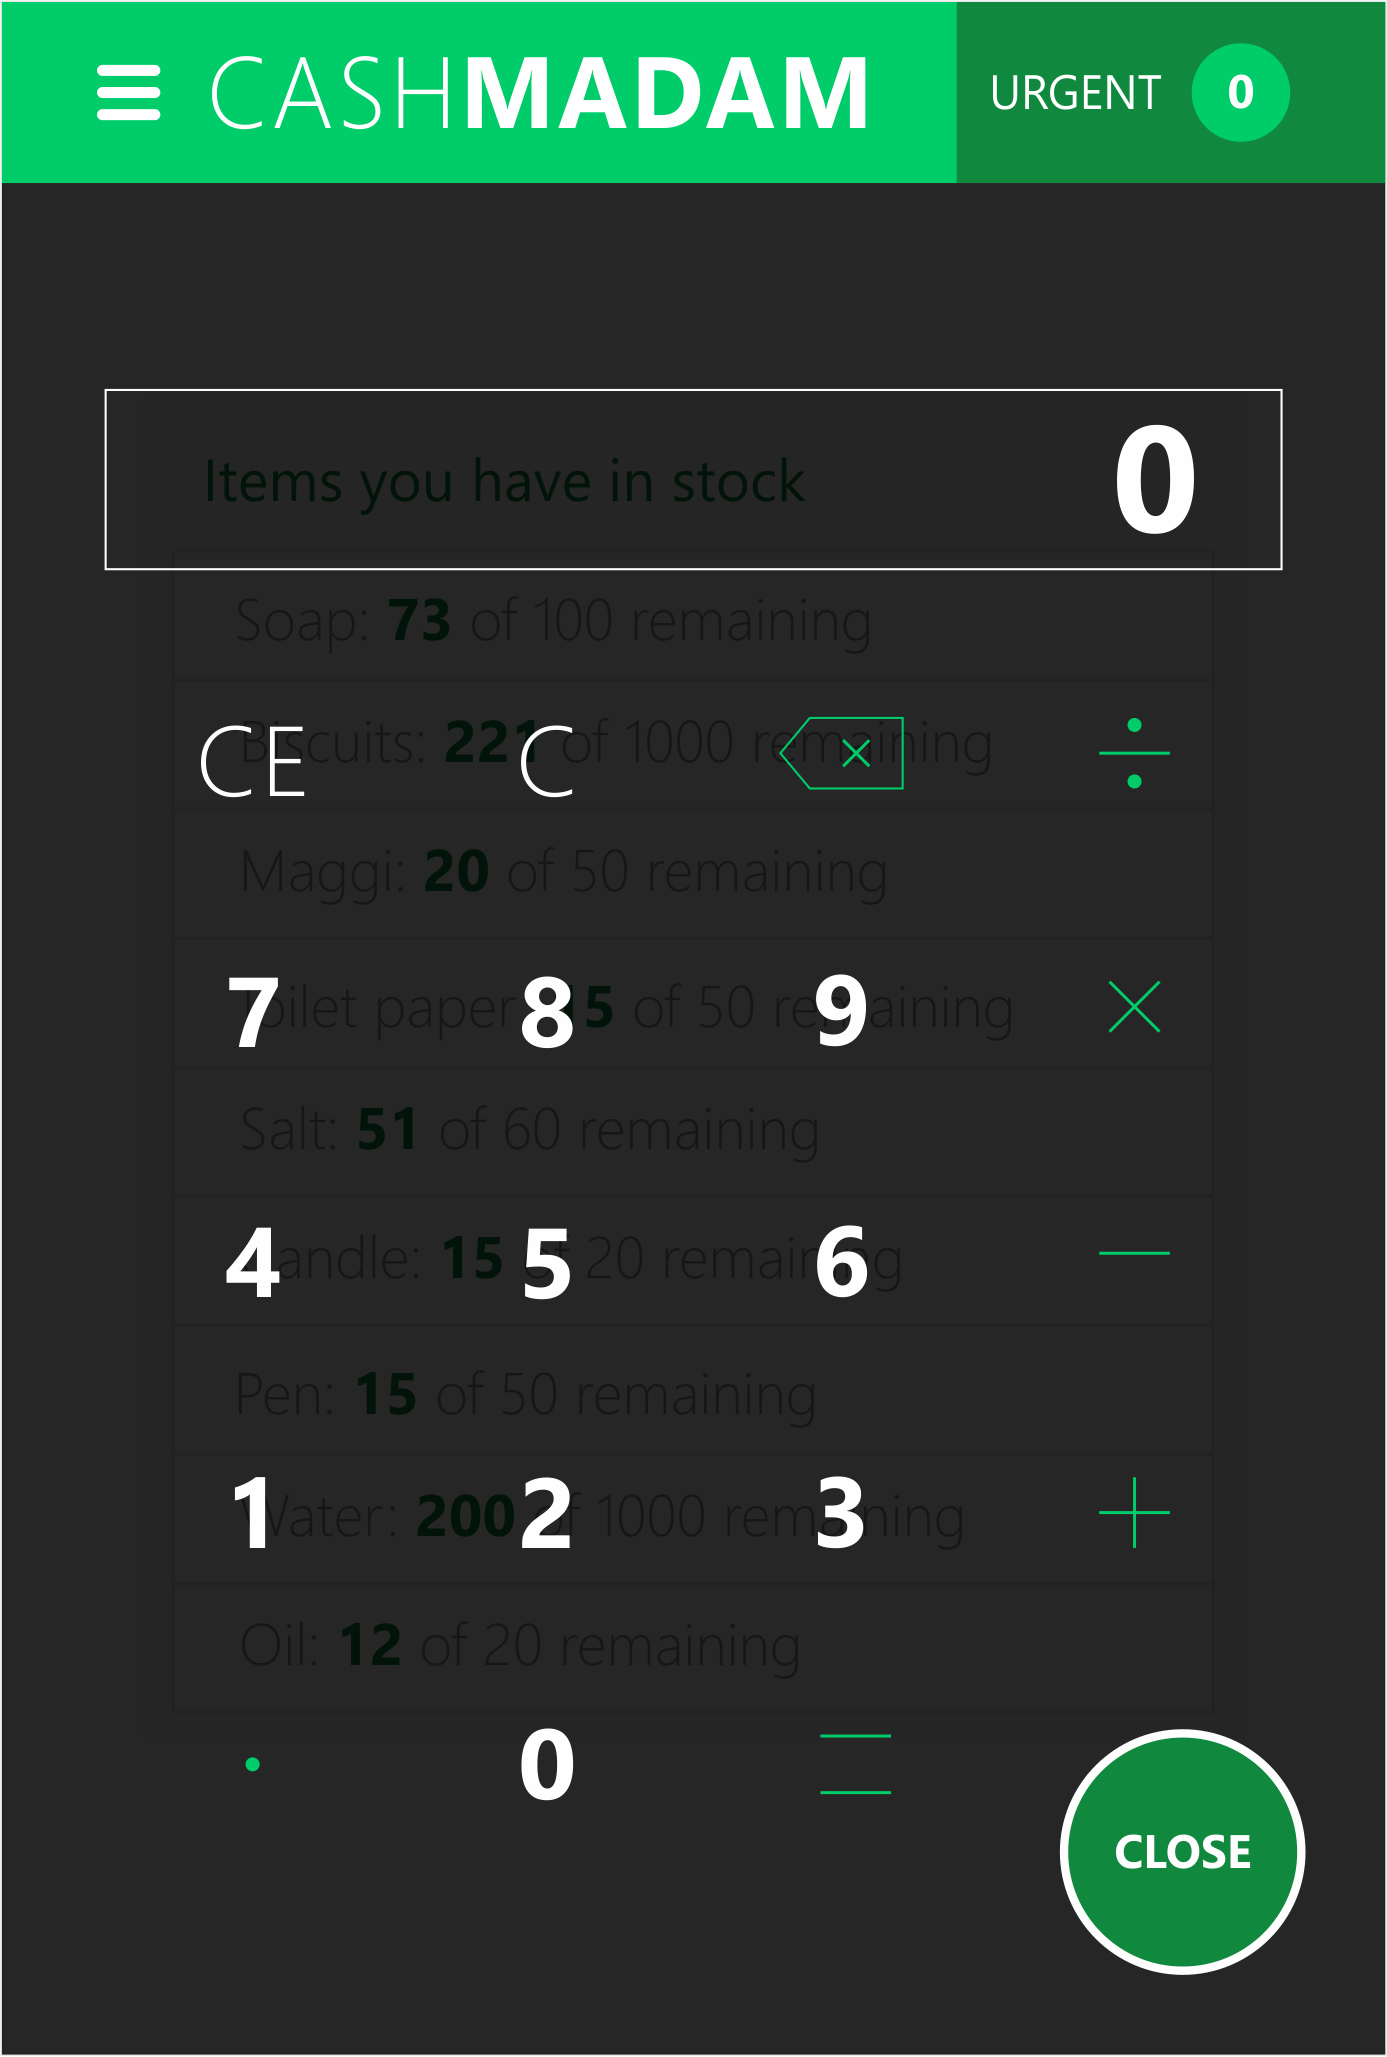 CASHMADAM
URGENT 0
Items you have in stock
0
Soap: 73 of 100 remaining
Biscuits: 221 of 1000 remaining
CE C ÷
Maggi: 20 of 50 remaining
Toilet paper 15 of 50 remaining
7 8 9 ×
Salt: 51 of 60 remaining
Candle: 15 of 20 remaining
4 5 6 −
Pen: 15 of 50 remaining
Water: 200 of 1000 remaining
1 2 3 +
Oil: 12 of 20 remaining
. 0 =
CLOSE